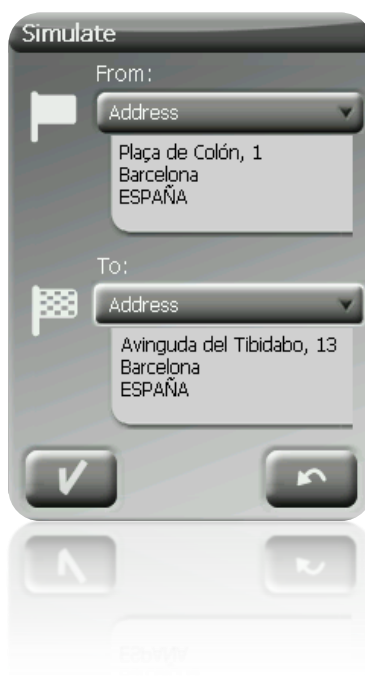 Simulate
From:
Address
Plaça de Colón, 1
Barcelona
ESPAÑA
To:
Address
Avinguda del Tibidabo, 13
Barcelona
ESPAÑA